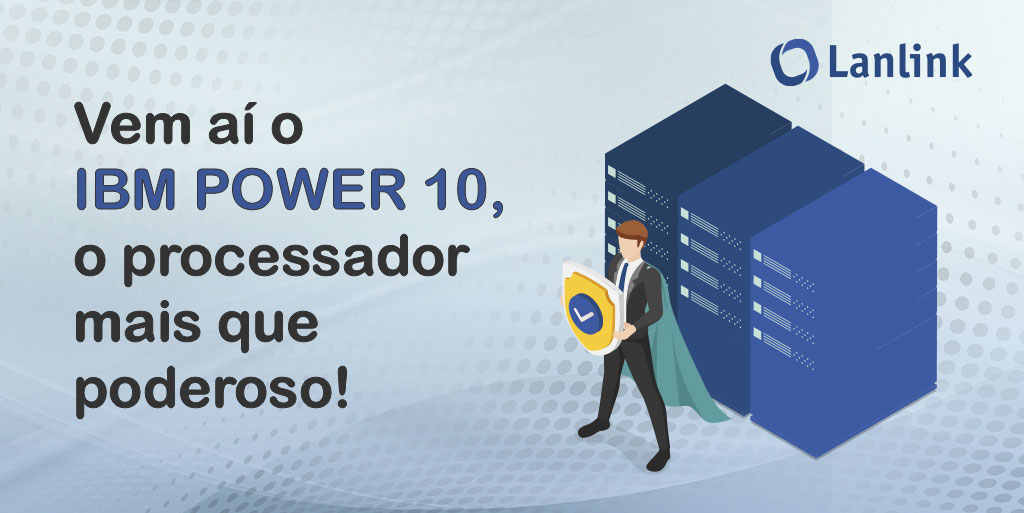 Lanlink
Vem aí o
IBM POWER 10,
o processador
mais que
poderoso!